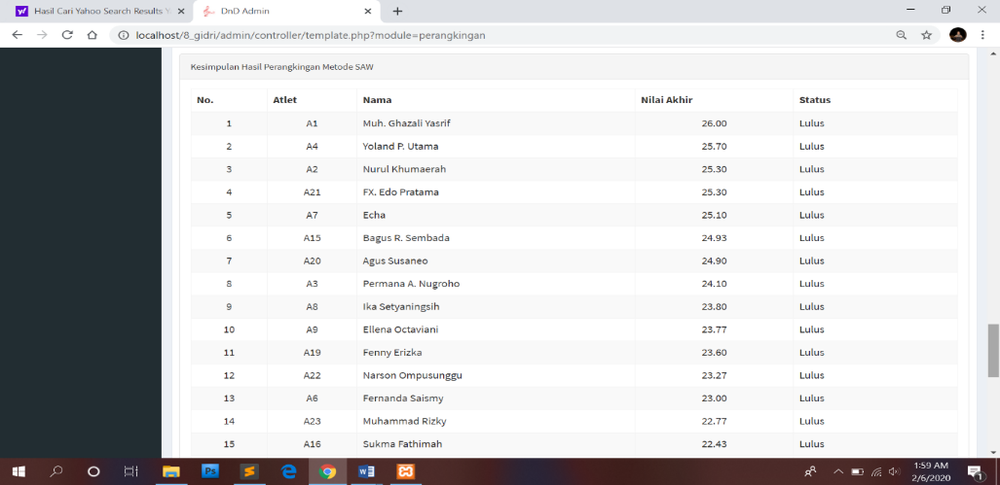 Hasil Cari Yahoo Search Results
DnD Admin
localhost/8_gidri/admin/controller/template.php?module=perangkingan
Kesimpulan Hasil Perangkingan Metode SAW
No. Atlet Nama Nilai Akhir Status
1 A1 Muh. Ghazali Yasrif 26.00 Lulus
2 A4 Yoland P. Utama 25.70 Lulus
3 A2 Nurul Khumaerah 25.30 Lulus
4 A21 FX. Edo Pratama 25.30 Lulus
5 A7 Echa 25.10 Lulus
6 A15 Bagus R. Sembada 24.93 Lulus
7 A20 Agus Susaneo 24.90 Lulus
8 A3 Permana A. Nugroho 24.10 Lulus
9 A8 Ika Setyaningsih 23.80 Lulus
10 A9 Ellena Octaviani 23.77 Lulus
11 A19 Fenny Erizka 23.60 Lulus
12 A22 Narson Ompusunggu 23.27 Lulus
13 A6 Fernanda Saismy 23.00 Lulus
14 A23 Muhammad Rizky 22.77 Lulus
15 A16 Sukma Fathimah 22.43 Lulus
Ps
1:59 AM
2/6/2020
1